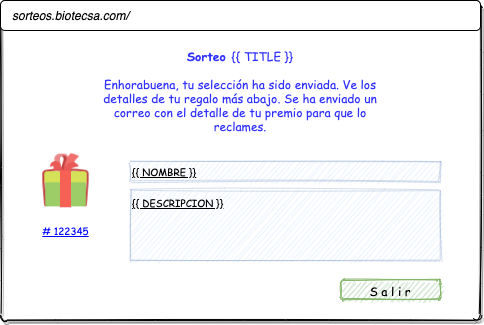 sorteos.biotecsa.com/
Sorteo {{ TITLE }}
Enhorabuena, tu selección ha sido enviada. Ve los
detalles de tu regalo más abajo. Se ha enviado un
correo con el detalle de tu premio para que lo
reclames.
{{ NOMBRE }}
{{ DESCRIPCION }}
# 122345
Salir